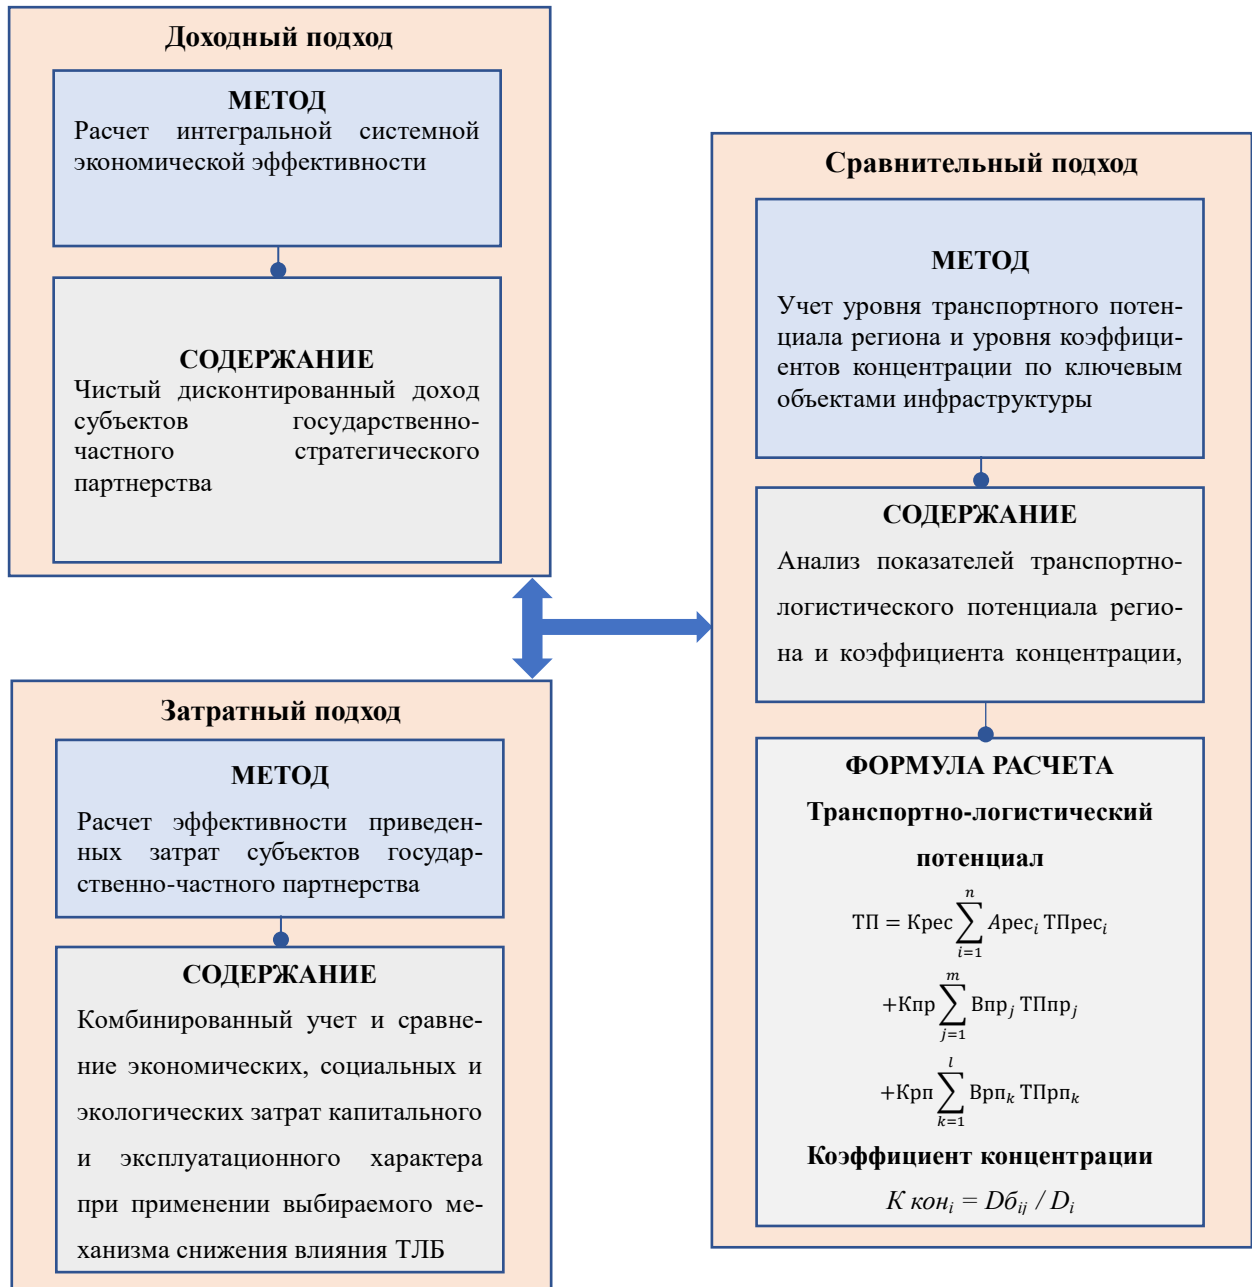 Доходный подход
МЕТОД
Расчет интегральной системной
экономической эффективности
СОДЕРЖАНИЕ
Чистый дисконтированный доход
субъектов государственно-
частного стратегического
партнерства
Затратный подход
МЕТОД
Расчет эффективности приведен-
ных затрат субъектов государ-
ственно-частного партнерства
СОДЕРЖАНИЕ
Комбинированный учет и сравне-
ние экономических, социальных и
экологических затрат капитального
и эксплуатационного характера
при применении выбираемого ме-
ханизма снижения влияния ТЛБ
Сравнительный подход
МЕТОД
Учет уровня транспортного потен-
циала региона и уровня коэффици-
ентов концентрации по ключевым
объектами инфраструктуры
СОДЕРЖАНИЕ
Анализ показателей транспортно-
логистического потенциала регио-
на и коэффициента концентрации,
ФОРМУЛА РАСЧЕТА
Транспортно-логистический
потенциал
ТП = Крес ∑_{i=1}^{n} Aрес_i ТПрес_i
+Кпр ∑_{j=1}^{m} Впр_j ТПпр_j
+Крп ∑_{k=1}^{l} Врп_k ТПрп_k
Коэффициент концентрации
К кон_i = Dб_{ij} / D_i